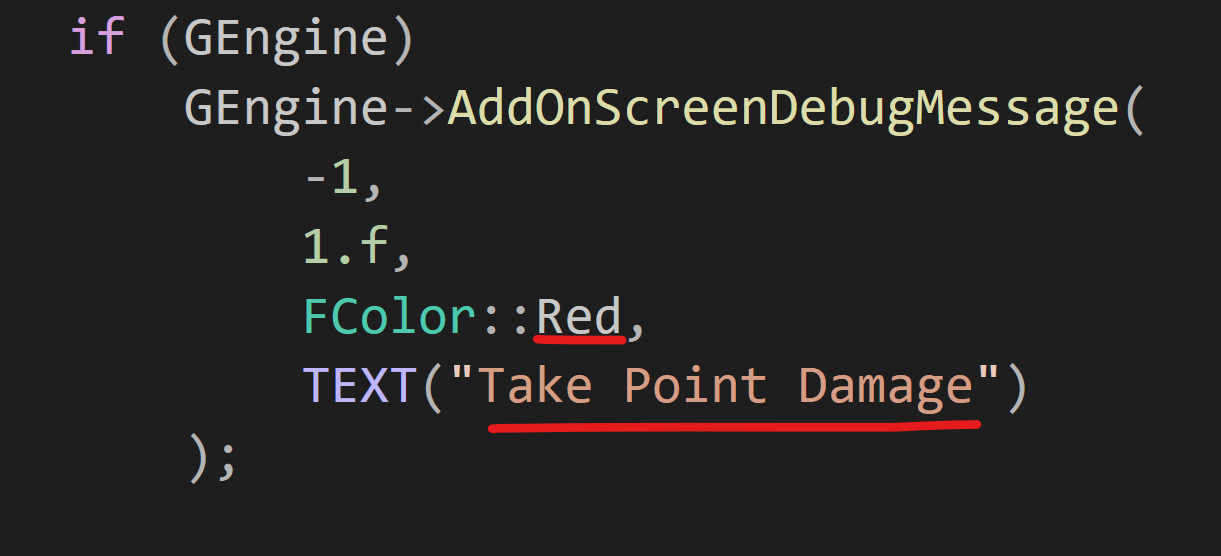 if (GEngine)
GEngine->AddOnScreenDebugMessage(
-1,
1.f,
FColor::Red,
TEXT("Take Point Damage")
);